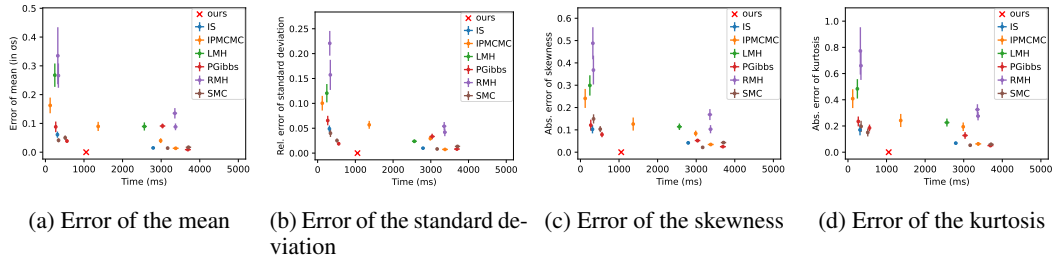 0.5
0.4
0.3
0.2
0.1
0.0
Error of mean (in σs)
0 1000 2000 3000 4000 5000
Time (ms)
ours
IS
IPMCMC
LMH
PGibbs
RMH
SMC
(a) Error of the mean
0.25
0.20
0.15
0.10
0.05
0.00
Rel. error of standard deviation
0 1000 2000 3000 4000 5000
Time (ms)
ours
IS
IPMCMC
LMH
PGibbs
RMH
SMC
(b) Error of the standard de-
viation
0.6
0.5
0.4
0.3
0.2
0.1
0.0
Abs. error of skewness
0 1000 2000 3000 4000 5000
Time (ms)
ours
IS
IPMCMC
LMH
PGibbs
RMH
SMC
(c) Error of the skewness
1.0
0.8
0.6
0.4
0.2
0.0
Abs. error of kurtosis
0 1000 2000 3000 4000 5000
Time (ms)
ours
IS
IPMCMC
LMH
PGibbs
RMH
SMC
(d) Error of the kurtosis